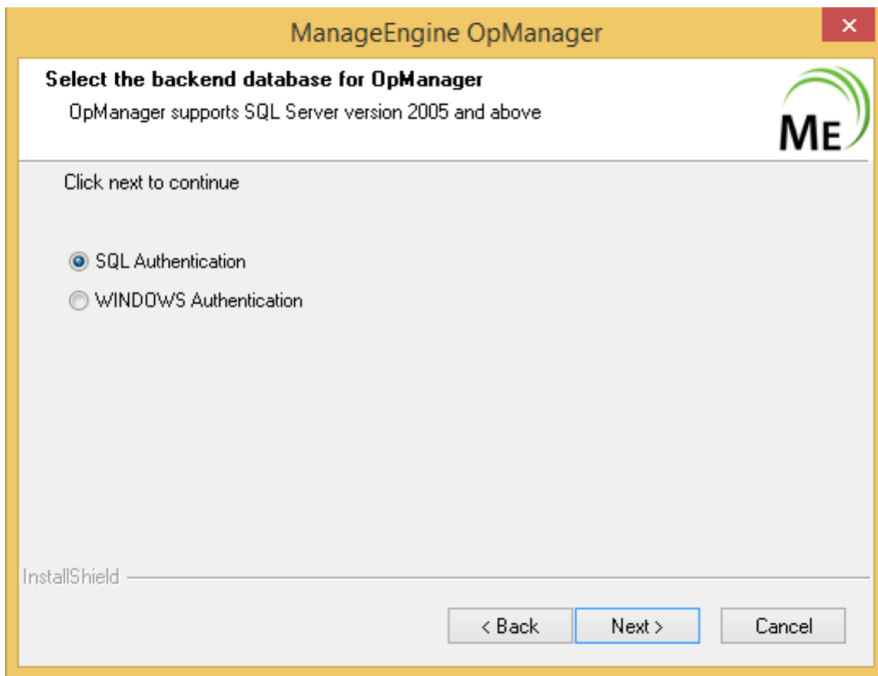 ManageEngine OpManager
Select the backend database for OpManager
OpManager supports SQL Server version 2005 and above
ME
Click next to continue
SQL Authentication
WINDOWS Authentication
InstallShield
< Back Next > Cancel